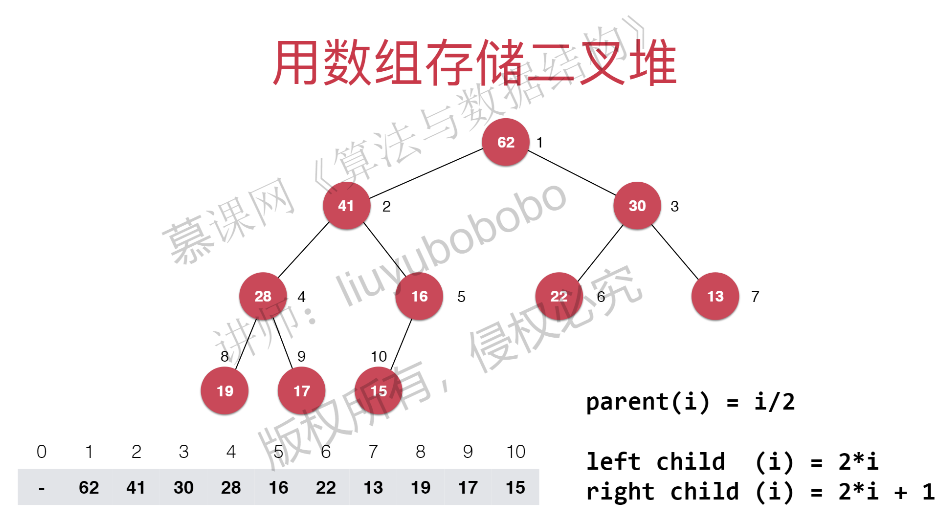 用数组存储二叉堆
62 1
41 2 30 3
28 4 16 5 22 6 13 7
8 9 10
19 17 15
慕课网《算法与数据结构》
讲师：liuyubobobo
版权所有，侵权必究
parent(i) = i/2
left child (i) = 2*i
right child (i) = 2*i + 1
0 1 2 3 4 5 6 7 8 9 10
- 62 41 30 28 16 22 13 19 17 15